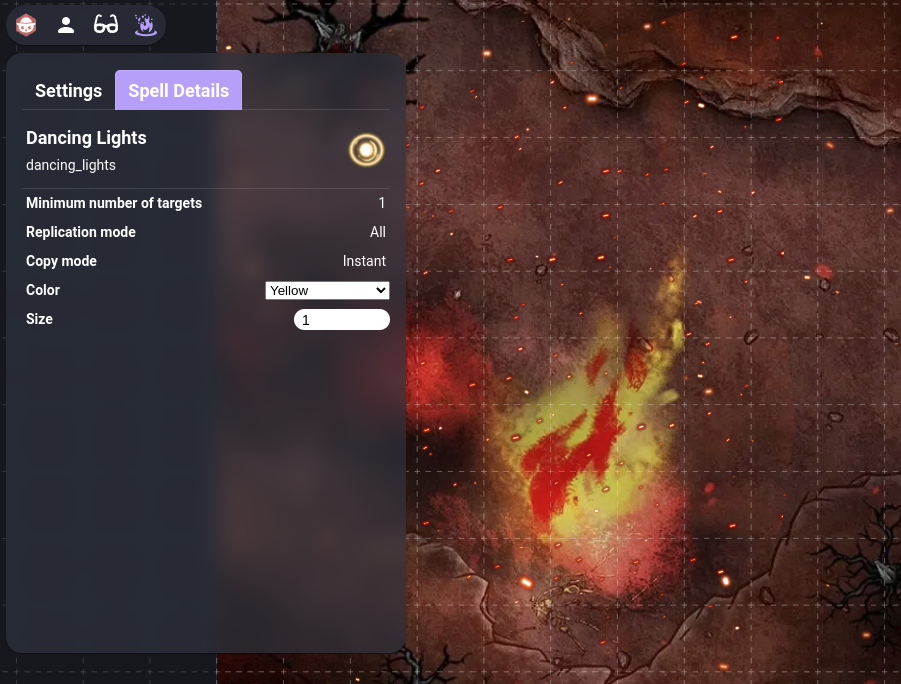 Settings Spell Details
Dancing Lights
dancing_lights
Minimum number of targets 1
Replication mode All
Copy mode Instant
Color Yellow
Size 1